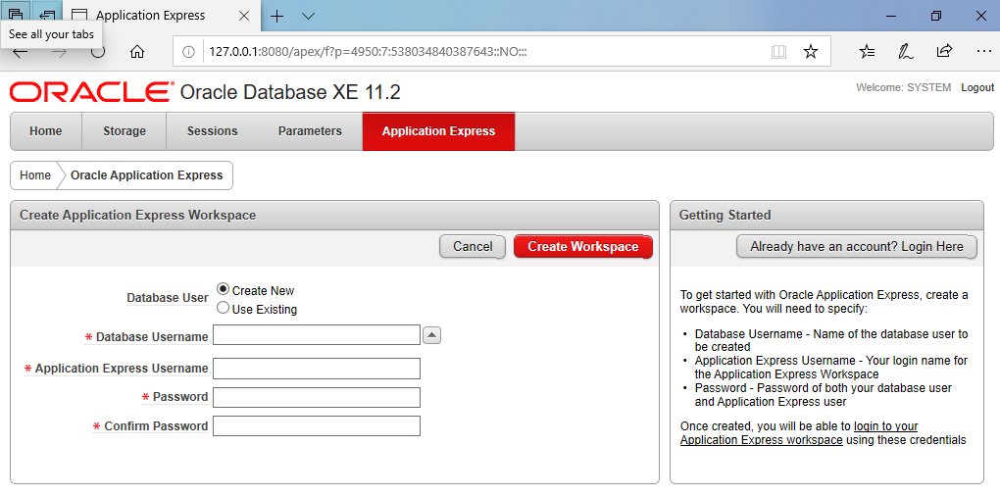 Application Express
See all your tabs
127.0.0.1:8080/apex/f?p=4950:7:538034840387643::NO:::
ORACLE Oracle Database XE 11.2
Welcome: SYSTEM Logout
Home Storage Sessions Parameters Application Express
Home Oracle Application Express
Create Application Express Workspace
Cancel Create Workspace
Database User Create New
Use Existing
* Database Username
* Application Express Username
* Password
* Confirm Password
Getting Started
Already have an account? Login Here
To get started with Oracle Application Express, create a
workspace. You will need to specify:
• Database Username - Name of the database user to
be created
• Application Express Username - Your login name for
the Application Express Workspace
• Password - Password of both your database user
and Application Express user
Once created, you will be able to login to your
Application Express workspace using these credentials